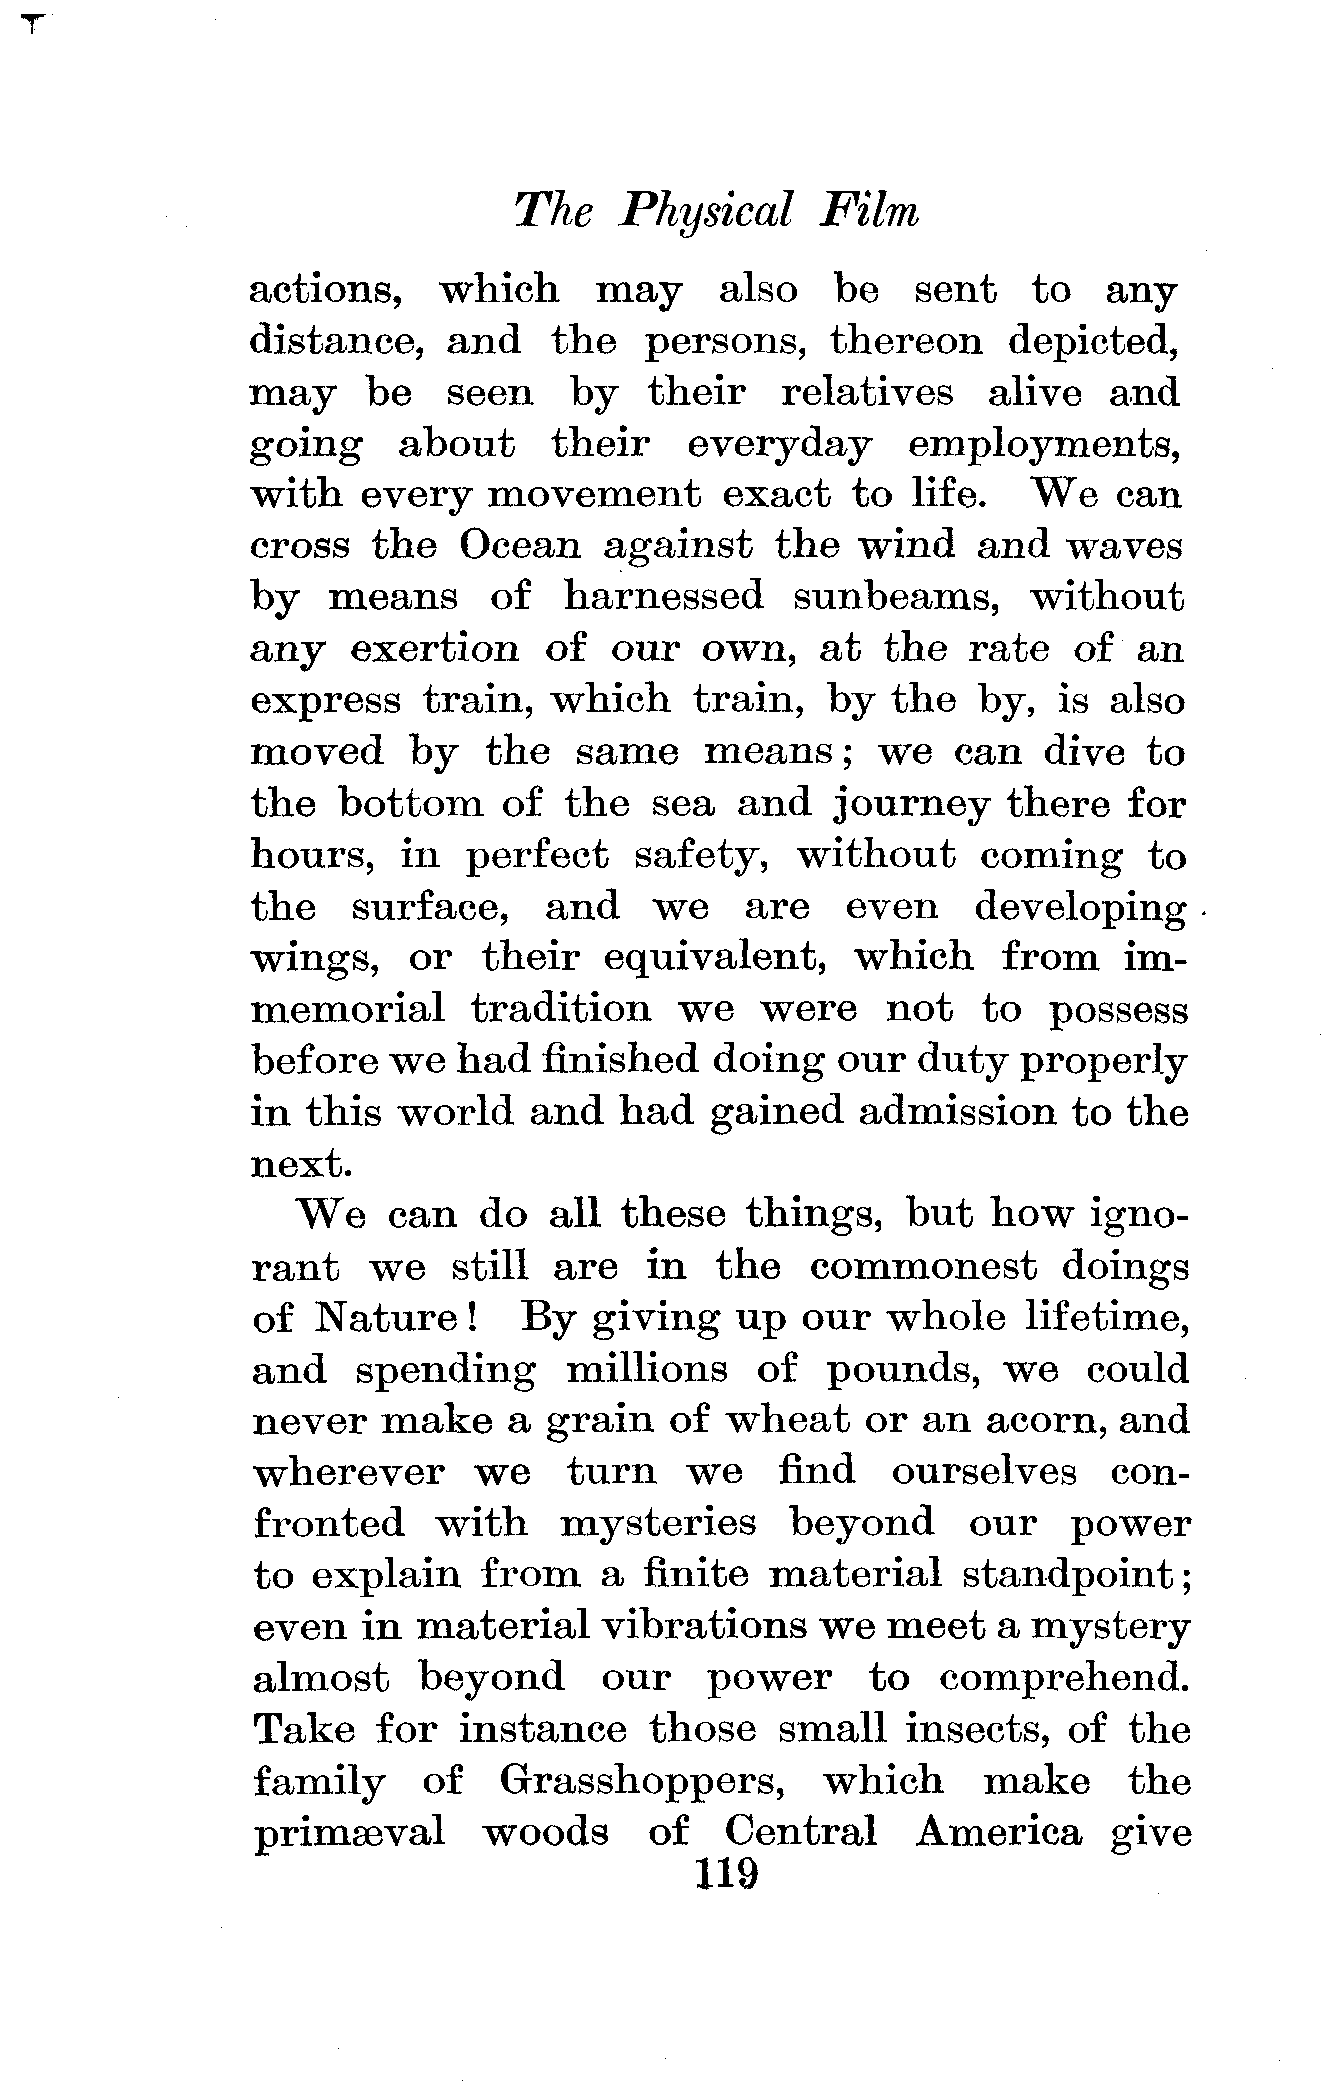 The Physical Film
actions, which may also be sent to any
distance, and the persons, thereon depicted,
may be seen by their relatives alive and
going about their everyday employments,
with every movement exact to life. We can
cross the Ocean against the wind and waves
by means of harnessed sunbeams, without
any exertion of our own, at the rate of an
express train, which train, by the by, is also
moved by the same means; we can dive to
the bottom of the sea and journey there for
hours, in perfect safety, without coming to
the surface, and we are even developing
wings, or their equivalent, which from im-
memorial tradition we were not to possess
before we had finished doing our duty properly
in this world and had gained admission to the
next.
We can do all these things, but how igno-
rant we still are in the commonest doings
of Nature! By giving up our whole lifetime,
and spending millions of pounds, we could
never make a grain of wheat or an acorn, and
wherever we turn we find ourselves con-
fronted with mysteries beyond our power
to explain from a finite material standpoint;
even in material vibrations we meet a mystery
almost beyond our power to comprehend.
Take for instance those small insects, of the
family of Grasshoppers, which make the
primæval woods of Central America give
119